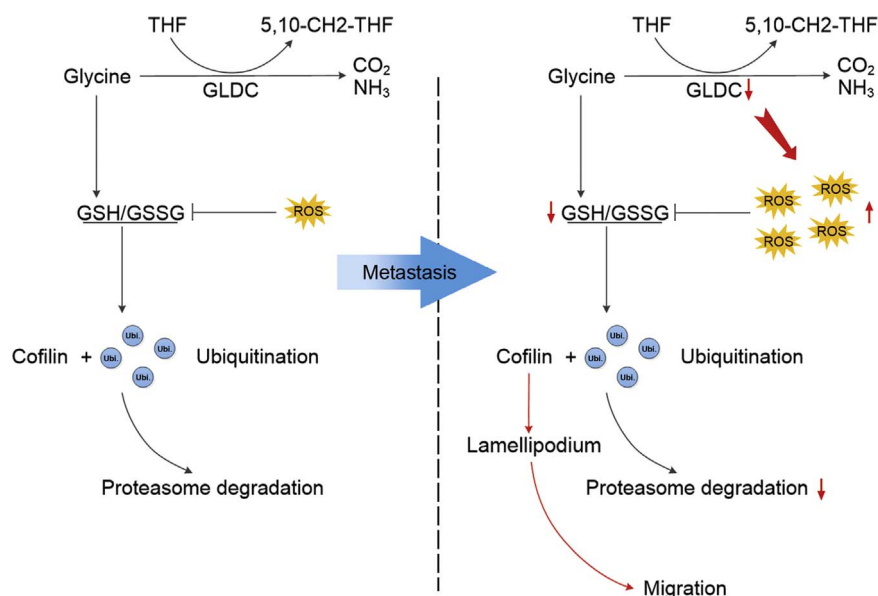 THF 5,10-CH2-THF
Glycine
CO₂
NH₃
GLDC
GSH/GSSG
ROS
Cofilin +
Ubi.
Ubi.
Ubi.
Ubi.
Ubiquitination
Proteasome degradation
Metastasis
THF 5,10-CH2-THF
Glycine
CO₂
NH₃
GLDC
GSH/GSSG
ROS
ROS
ROS
ROS
Cofilin +
Ubi.
Ubi.
Ubi.
Ubi.
Ubiquitination
Lamellipodium
Proteasome degradation
Migration